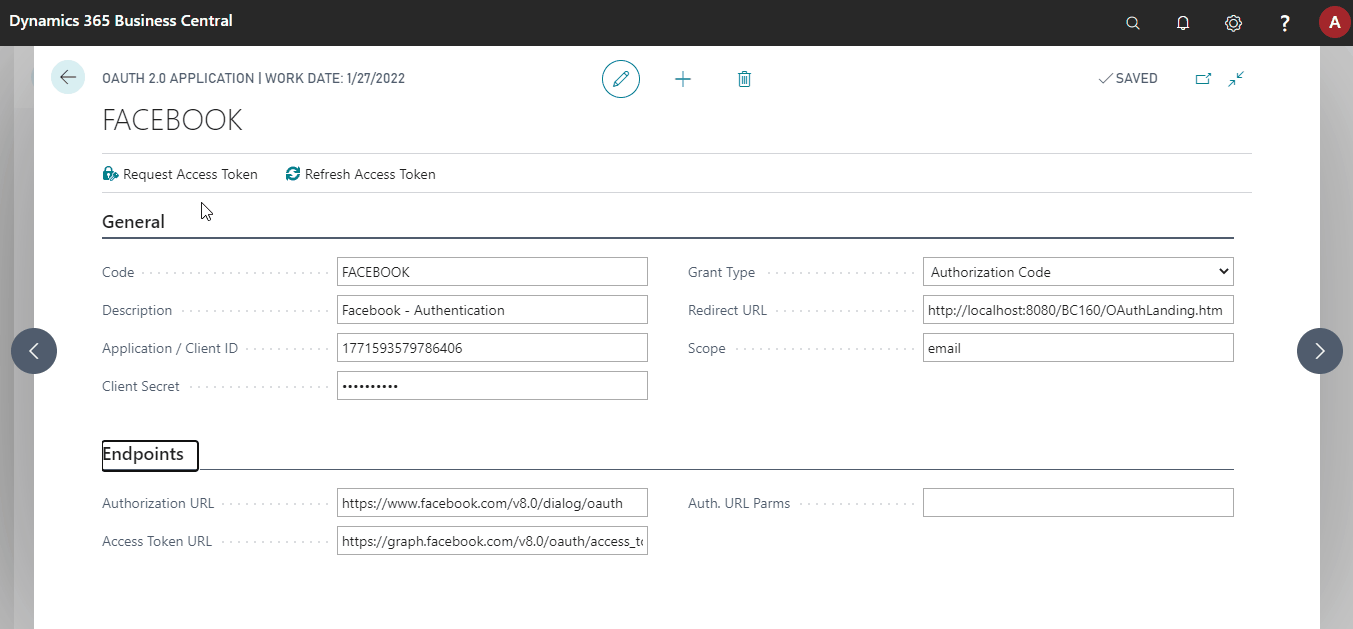 Dynamics 365 Business Central
? A
OAUTH 2.0 APPLICATION | WORK DATE: 1/27/2022
SAVED
FACEBOOK
Request Access Token Refresh Access Token
General
Code FACEBOOK Grant Type Authorization Code
Description Facebook - Authentication Redirect URL http://localhost:8080/BC160/OAuthLanding.htm
Application / Client ID 1771593579786406 Scope email
Client Secret ••••••••••
Endpoints
Authorization URL https://www.facebook.com/v8.0/dialog/oauth Auth. URL Parms
Access Token URL https://graph.facebook.com/v8.0/oauth/access_to